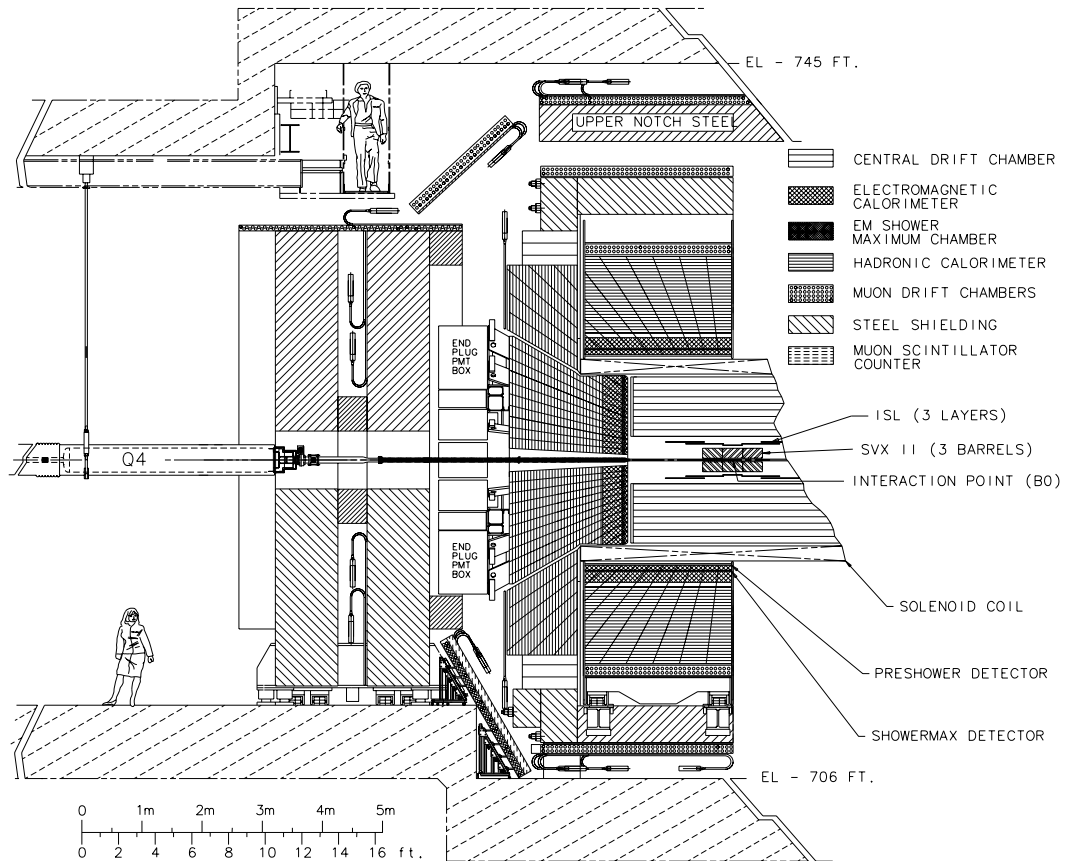 EL - 745 FT.
UPPER NOTCH STEEL
CENTRAL DRIFT CHAMBER
ELECTROMAGNETIC
CALORIMETER
EM SHOWER
MAXIMUM CHAMBER
HADRONIC CALORIMETER
MUON DRIFT CHAMBERS
STEEL SHIELDING
MUON SCINTILLATOR
COUNTER
END
PLUG
PMT
BOX
ISL (3 LAYERS)
SVX II (3 BARRELS)
INTERACTION POINT (B0)
Q4
END
PLUG
PMT
BOX
SOLENOID COIL
PRESHOWER DETECTOR
SHOWERMAX DETECTOR
EL - 706 FT.
0 1m 2m 3m 4m 5m
0 2 4 6 8 10 12 14 16 ft.